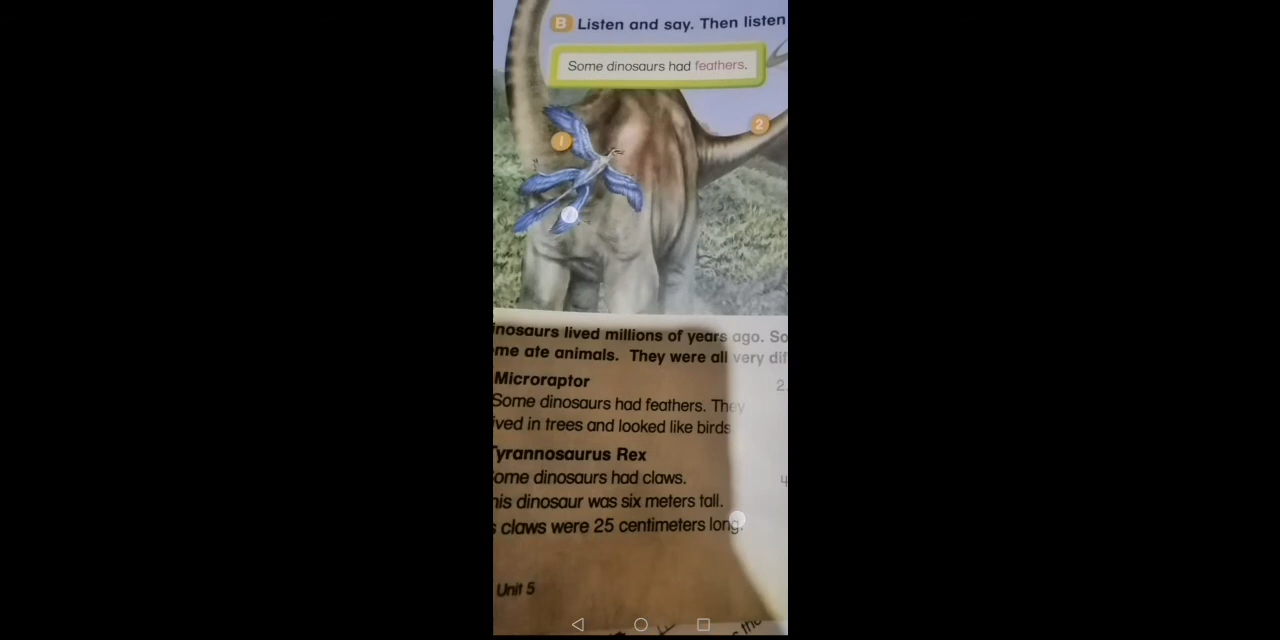 B Listen and say. Then listen
Some dinosaurs had feathers.
1
2
inosaurs lived millions of years ago. So
me ate animals. They were all very dif
Microraptor
2.
Some dinosaurs had feathers. They
ived in trees and looked like birds
Tyrannosaurus Rex
ome dinosaurs had claws.
4
his dinosaur was six meters tall.
s claws were 25 centimeters long.
Unit 5